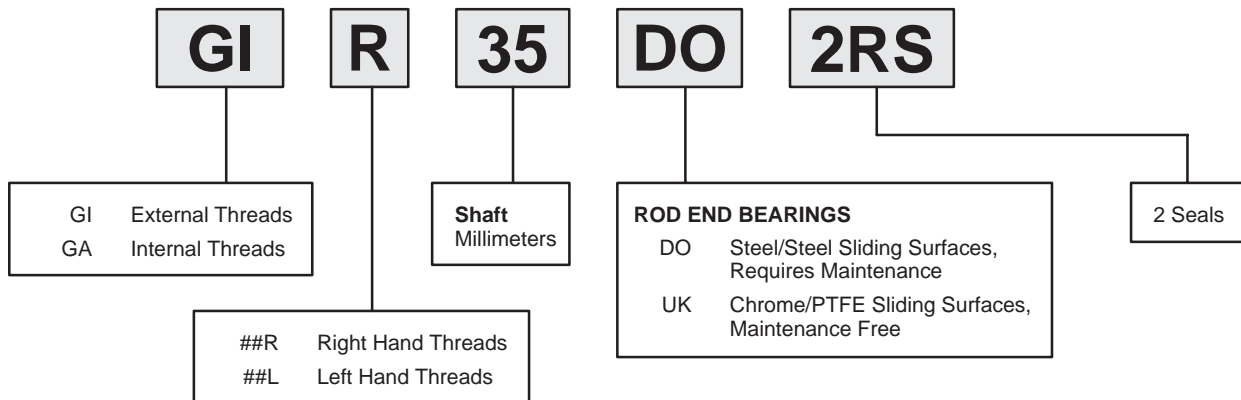 GI R 35 DO 2RS
GI External Threads
GA Internal Threads
##R Right Hand Threads
##L Left Hand Threads
Shaft
Millimeters
ROD END BEARINGS
DO Steel/Steel Sliding Surfaces,
Requires Maintenance
UK Chrome/PTFE Sliding Surfaces,
Maintenance Free
2 Seals